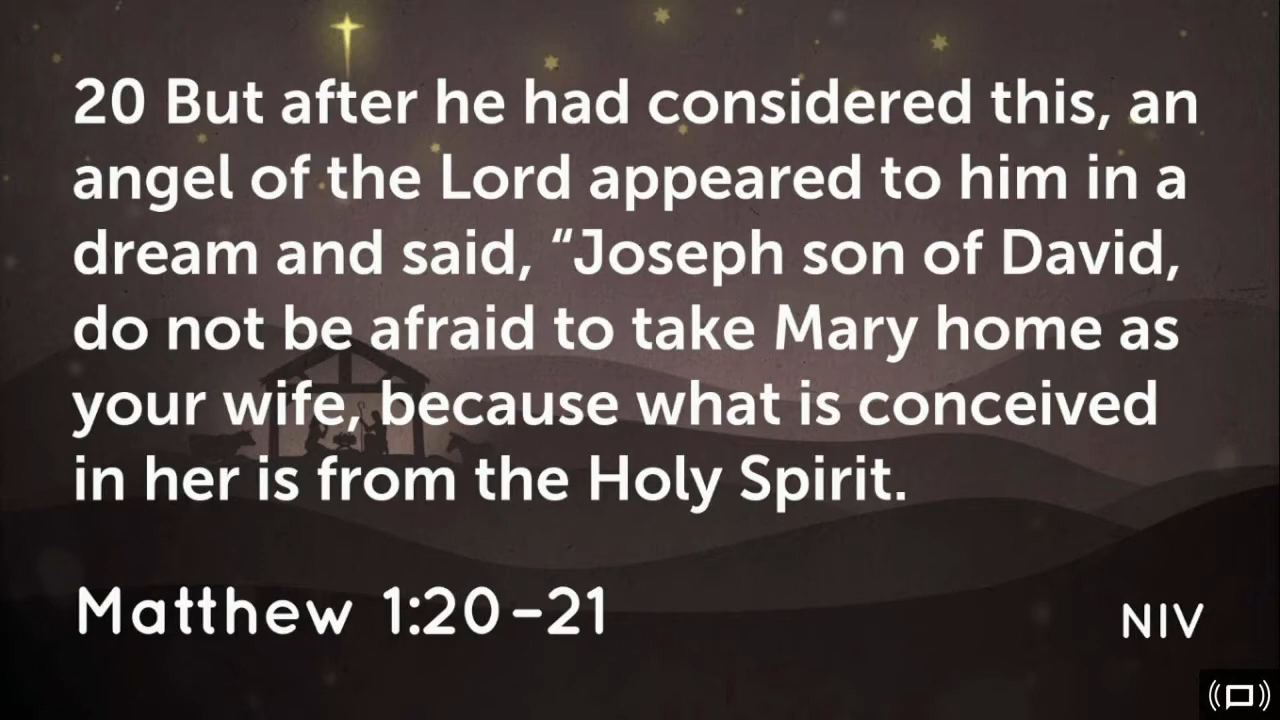 20 But after he had considered this, an
angel of the Lord appeared to him in a
dream and said, “Joseph son of David,
do not be afraid to take Mary home as
your wife, because what is conceived
in her is from the Holy Spirit.
Matthew 1:20-21
NIV